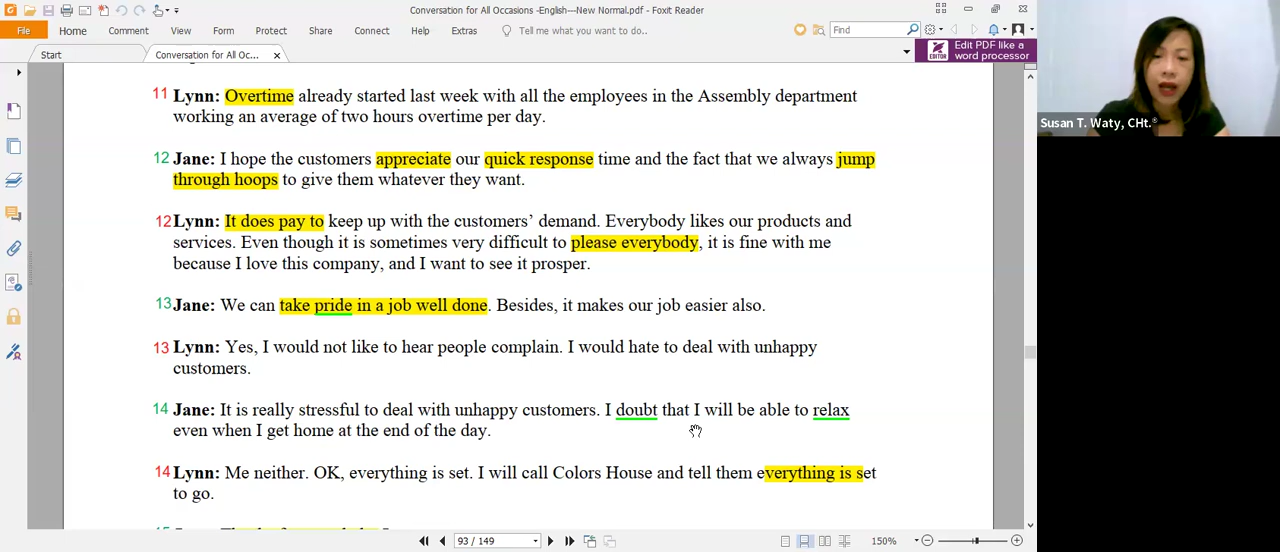 Conversation for All Occasions -English---New Normal.pdf - Foxit Reader
File Home Comment View Form Protect Share Connect Help Extras Tell me what you want to do.. Find
Start Conversation for All Oc... × Edit PDF like a
word processor
EDITOR
11 Lynn: Overtime already started last week with all the employees in the Assembly department
working an average of two hours overtime per day.
12 Jane: I hope the customers appreciate our quick response time and the fact that we always jump
through hoops to give them whatever they want.
12 Lynn: It does pay to keep up with the customers' demand. Everybody likes our products and
services. Even though it is sometimes very difficult to please everybody, it is fine with me
because I love this company, and I want to see it prosper.
13 Jane: We can take pride in a job well done. Besides, it makes our job easier also.
13 Lynn: Yes, I would not like to hear people complain. I would hate to deal with unhappy
customers.
14 Jane: It is really stressful to deal with unhappy customers. I doubt that I will be able to relax
even when I get home at the end of the day.
14 Lynn: Me neither. OK, everything is set. I will call Colors House and tell them everything is set
to go.
93 / 149 150%
Susan T. Waty, CHt.®